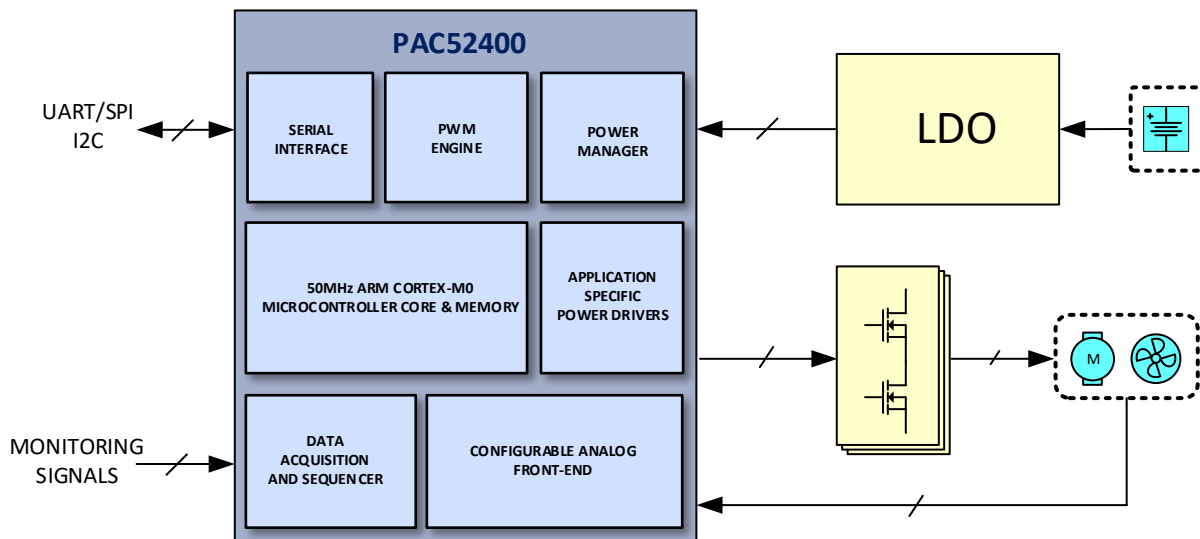 PAC52400
UART/SPI
I2C
SERIAL
INTERFACE
PWM
ENGINE
POWER
MANAGER
LDO
+
50MHz ARM CORTEX-M0
MICROCONTROLLER CORE & MEMORY
APPLICATION
SPECIFIC
POWER DRIVERS
M
MONITORING
SIGNALS
DATA
ACQUISITION
AND SEQUENCER
CONFIGURABLE ANALOG
FRONT-END